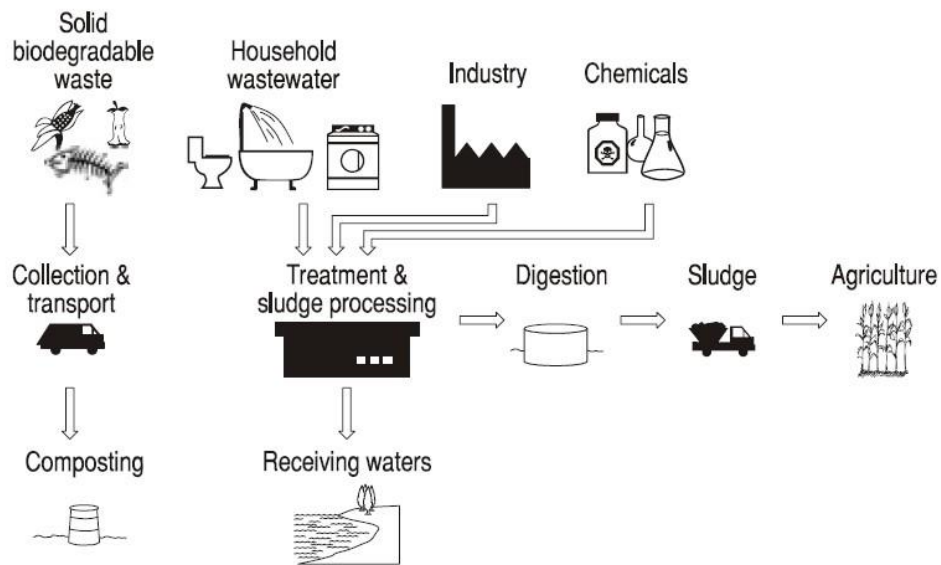 Solid
biodegradable
waste
Household
wastewater
Industry
Chemicals
Collection &
transport
Treatment &
sludge processing
Digestion
Sludge
Agriculture
Composting
Receiving waters